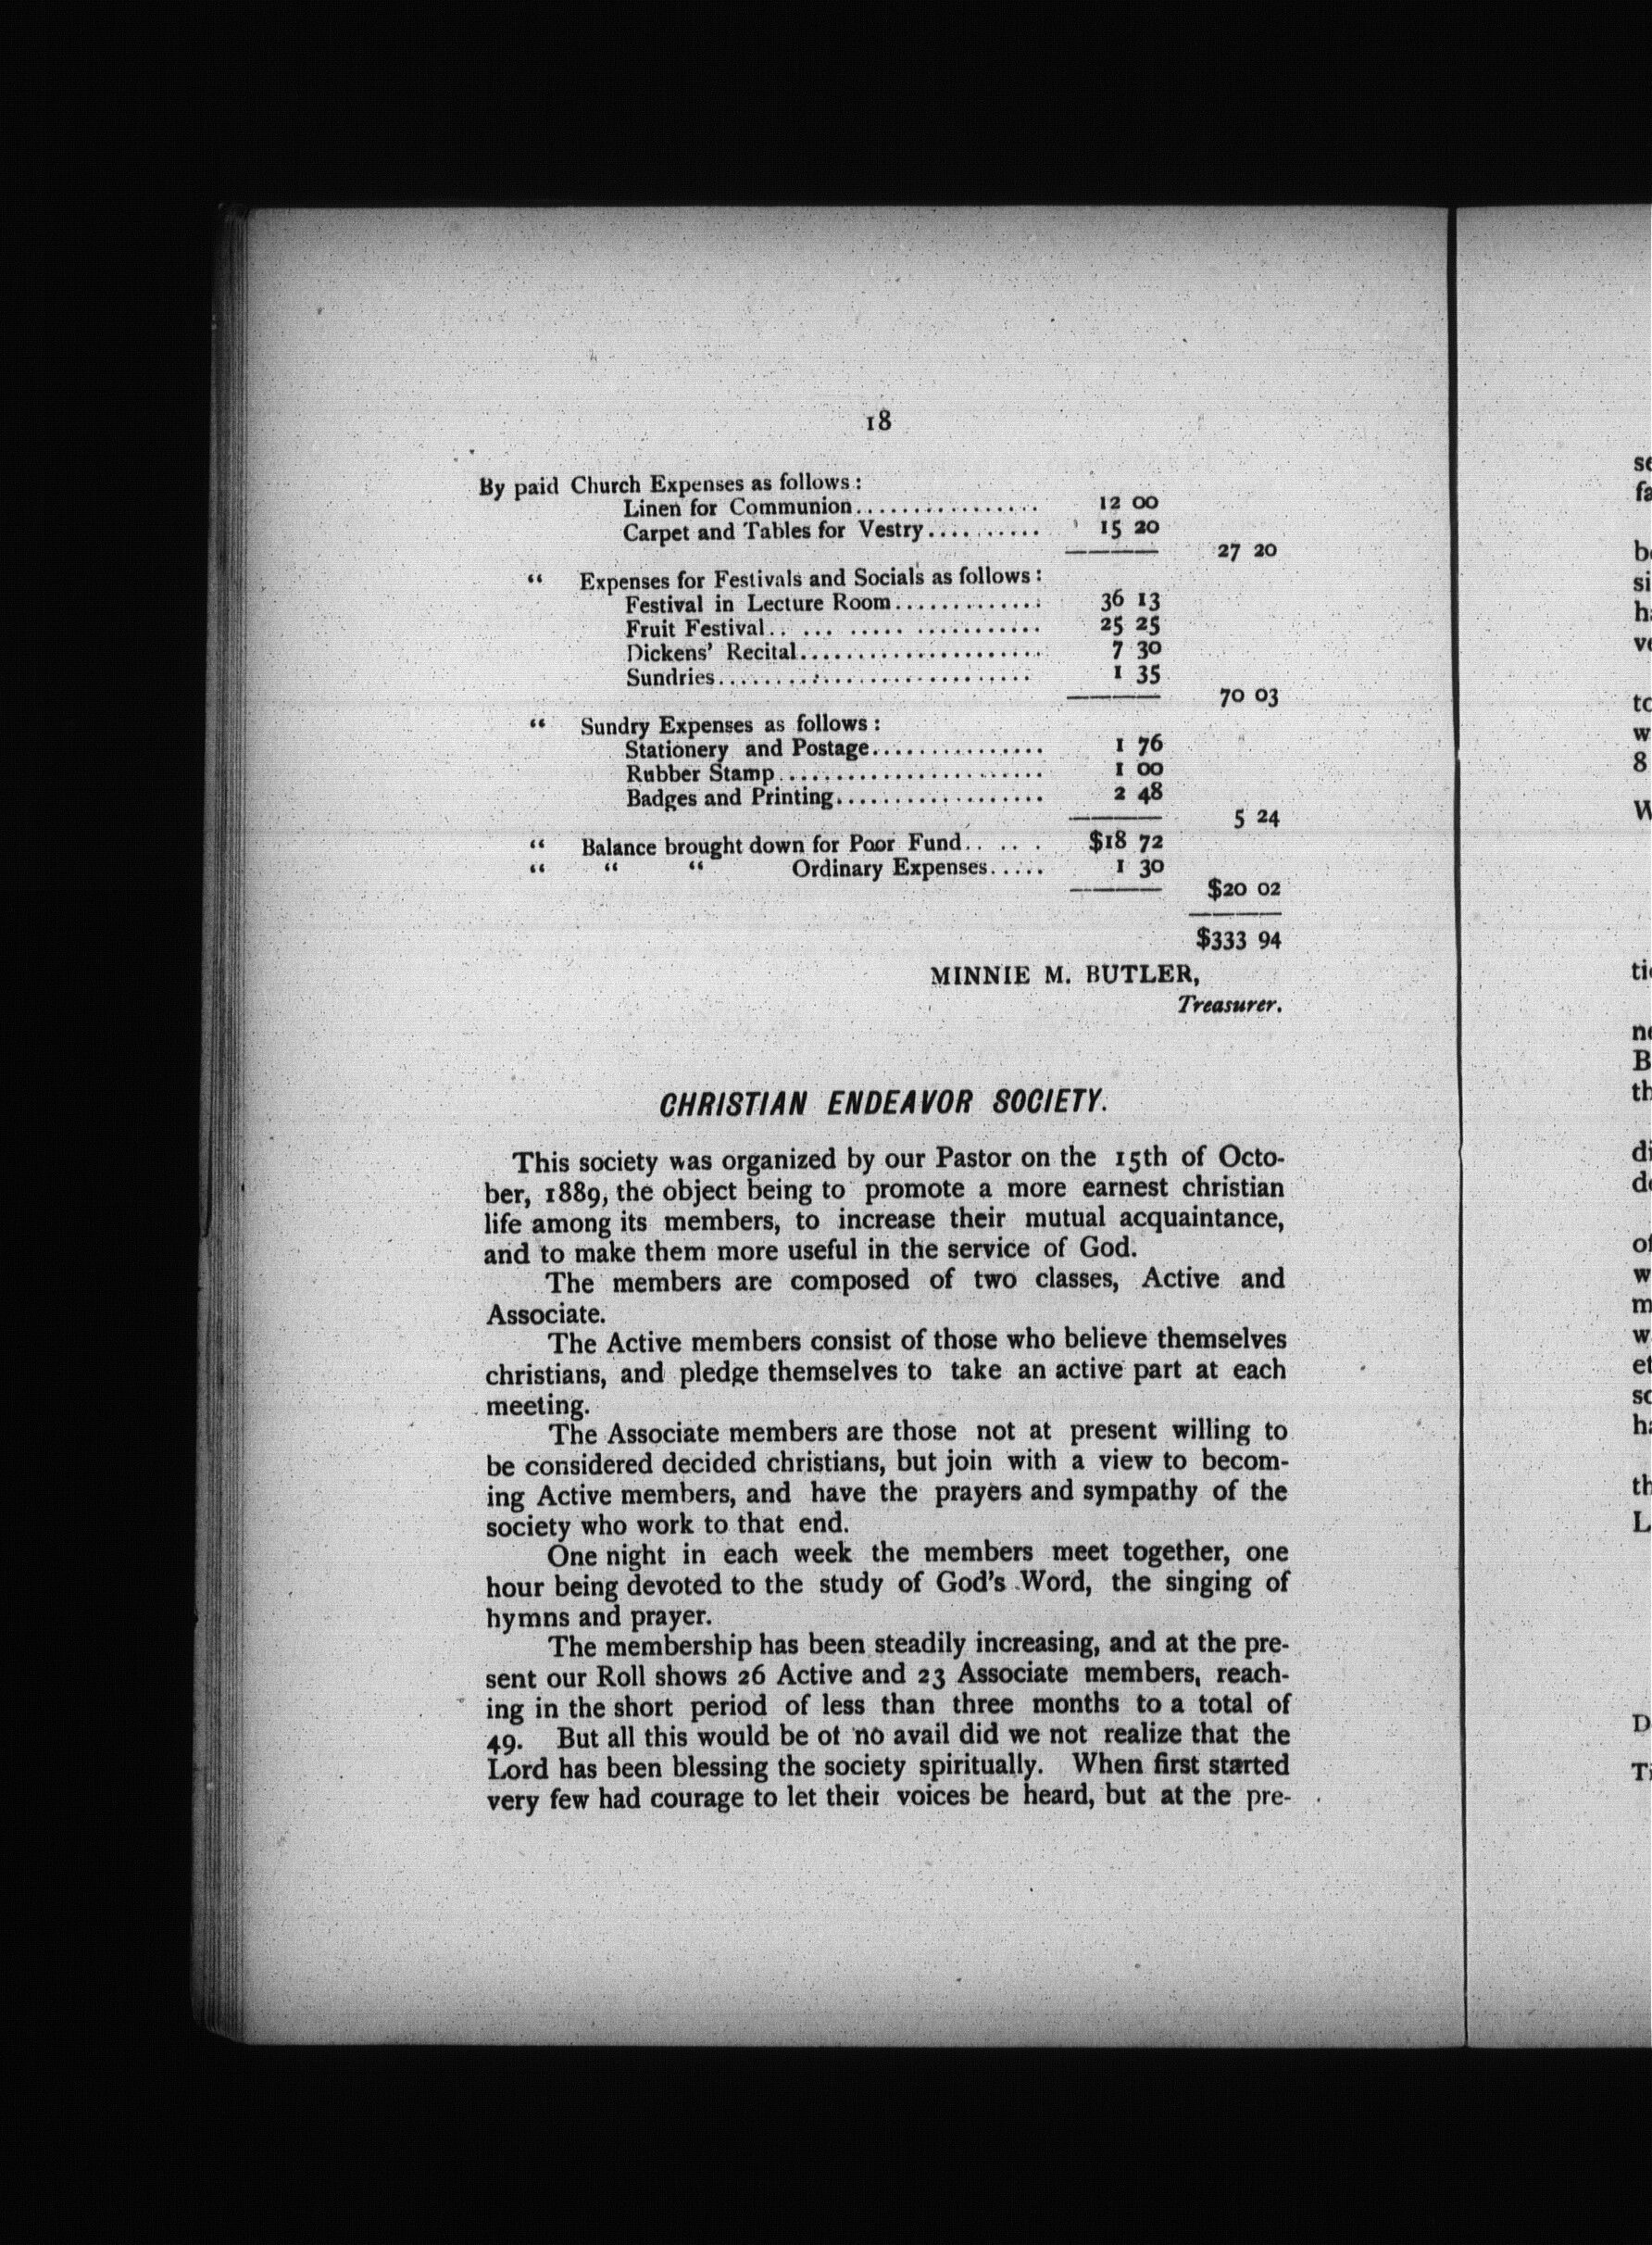 18
By paid Church Expenses as follows :
Linen for Communion................ 12 00
Carpet and Tables for Vestry.......... 15 20
27 20
“ Expenses for Festivals and Socials as follows :
Festival in Lecture Room............. 36 13
Fruit Festival.. ... ..... ........... 25 25
Dickens’ Recital..................... 7 30
Sundries........................... 1 35
70 03
“ Sundry Expenses as follows :
Stationery and Postage............... 1 76
Rubber Stamp....................... 1 00
Badges and Printing.................. 2 48
5 24
“ Balance brought down for Poor Fund.. . . . $18 72
“ “ “ Ordinary Expenses..... 1 30
$20 02
$333 94
MINNIE M. BUTLER,
Treasurer.
CHRISTIAN ENDEAVOR SOCIETY.
This society was organized by our Pastor on the 15th of Octo-
ber, 1889, the object being to promote a more earnest christian
life among its members, to increase their mutual acquaintance,
and to make them more useful in the service of God.
The members are composed of two classes, Active and
Associate.
The Active members consist of those who believe themselves
christians, and pledge themselves to take an active part at each
meeting.
The Associate members are those not at present willing to
be considered decided christians, but join with a view to becom-
ing Active members, and have the prayers and sympathy of the
society who work to that end.
One night in each week the members meet together, one
hour being devoted to the study of God’s Word, the singing of
hymns and prayer.
The membership has been steadily increasing, and at the pre-
sent our Roll shows 26 Active and 23 Associate members, reach-
ing in the short period of less than three months to a total of
49. But all this would be of no avail did we not realize that the
Lord has been blessing the society spiritually. When first started
very few had courage to let their voices be heard, but at the pre-